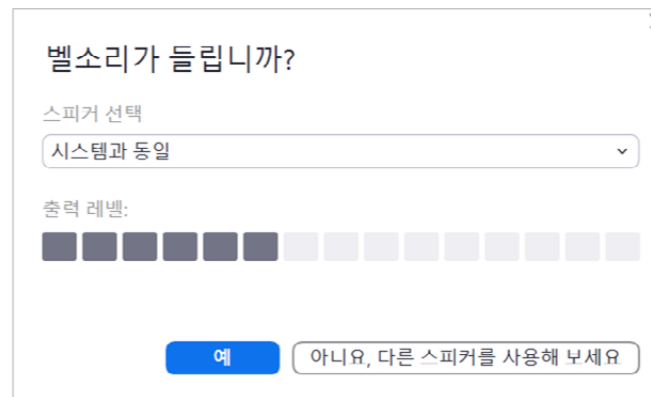 벨소리가 들립니까?
스피거 선택
시스템과 동일
출력 레벨:
예
아니요, 다른 스피커를 사용해 보세요